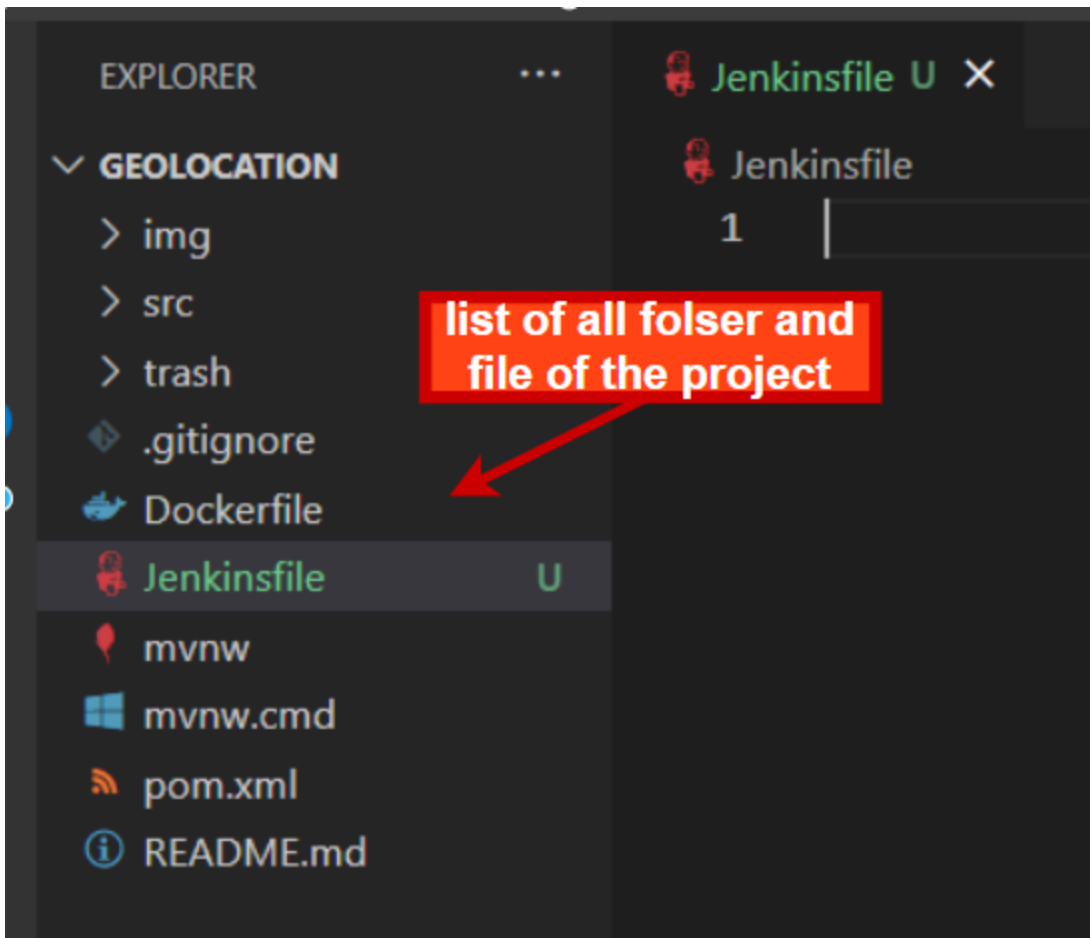 EXPLORER ...
Jenkinsfile U
GEOLOCATION
Jenkinsfile
1
img
src
trash
list of all folser and
file of the project
.gitignore
Dockerfile
Jenkinsfile U
mvnw
mvnw.cmd
pom.xml
README.md